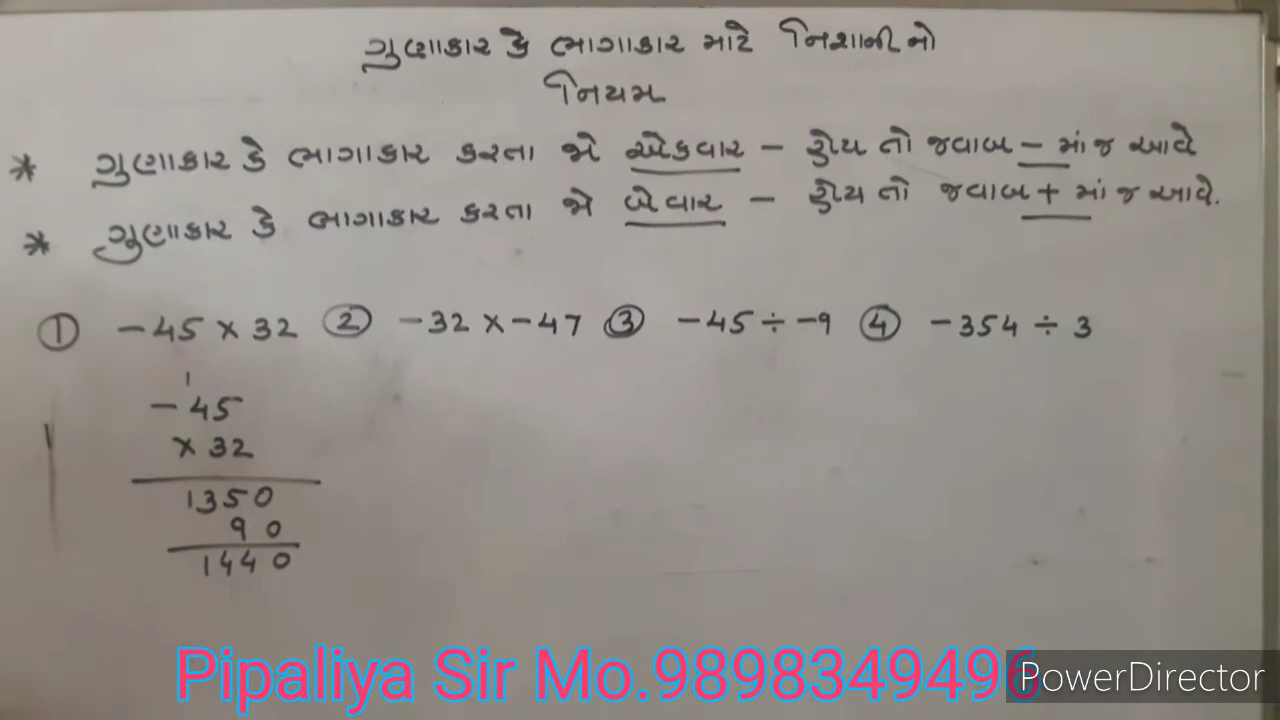 ગુણાકાર કે ભાગાકાર માટે નિશાની નો
નિયમ
* ગુણાકાર કે ભાગાકાર કરતા જો એકવાર - હોય તો જવાબ - માં જ આવે
* ગુણાકાર કે ભાગાકાર કરતા જો બેવાર - હોય તો જવાબ + માં જ આવે.
① -45 × 32 ② -32 × -47 ③ -45 ÷ -9 ④ -354 ÷ 3
1
-45
× 32
1350
90
1440
Pipaliya Sir Mo.9898349496
PowerDirector